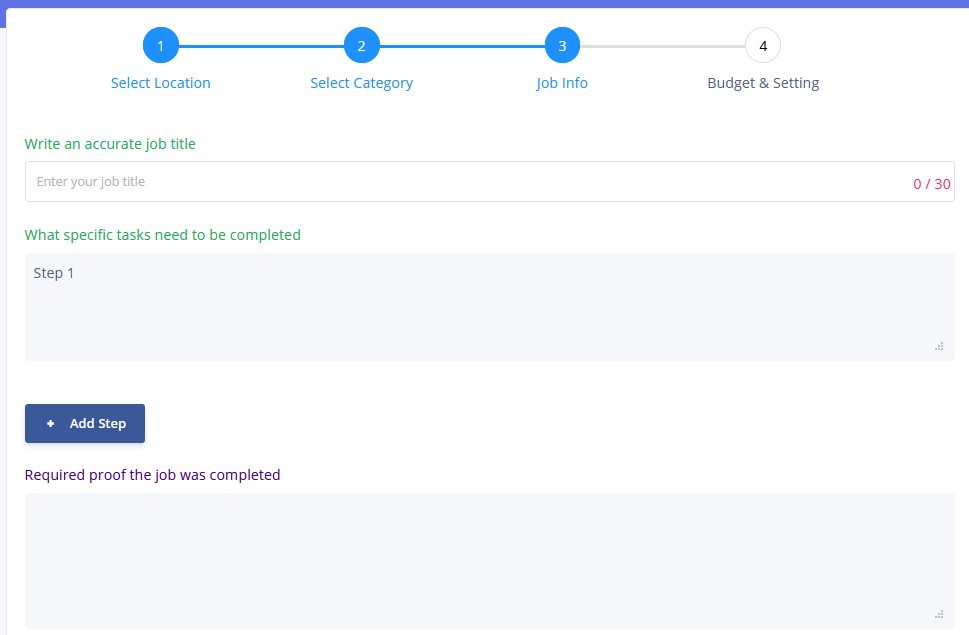 1 2 3 4
Select Location Select Category Job Info Budget & Setting
Write an accurate job title
Enter your job title 0 / 30
What specific tasks need to be completed
Step 1
+ Add Step
Required proof the job was completed